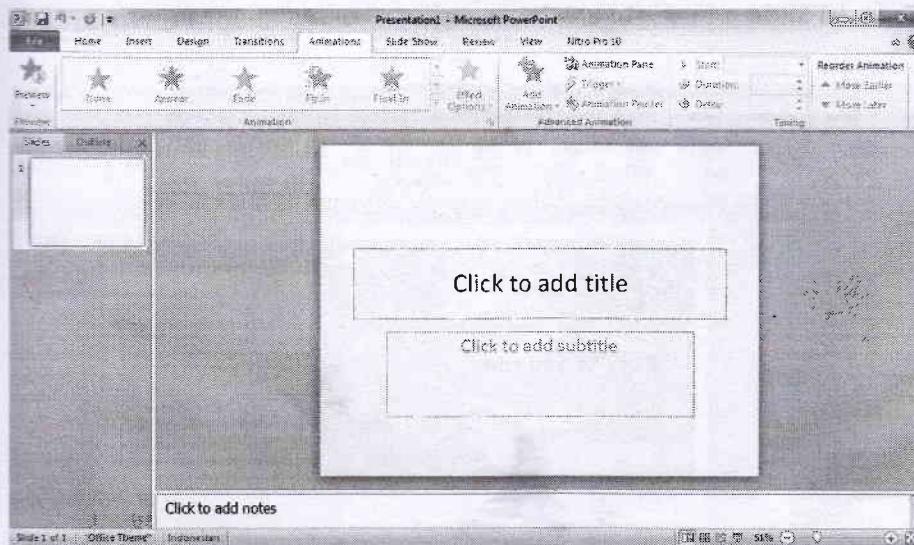 Presentation1 - Microsoft PowerPoint
File Home Insert Design Transitions Animations Slide Show Review View Nitro Pro 10
Preview
None Appear Fade Fly In Float In
Effect Options
Add Animation
Animation Pane
Trigger
Animation Painter
Start:
Duration:
Delay:
Reorder Animation
Move Earlier
Move Later
Preview Animation Advanced Animation Timing
Slides Outline
1
Click to add title
Click to add subtitle
Click to add notes
Slide 1 of 1 "Office Theme" Indonesian 51%